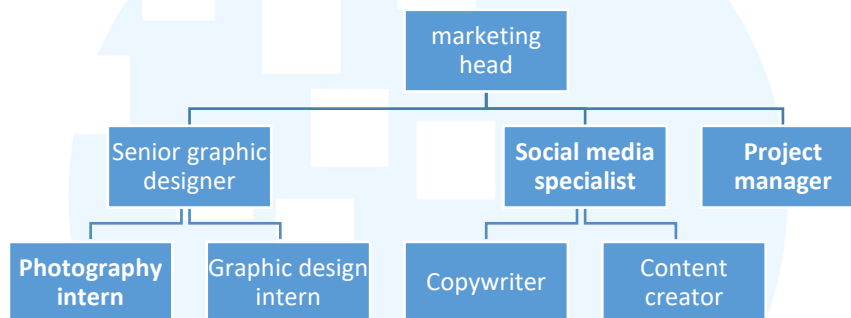 marketing
head
Senior graphic
designer
Social media
specialist
Project
manager
Photography
intern
Graphic design
intern
Copywriter
Content
creator